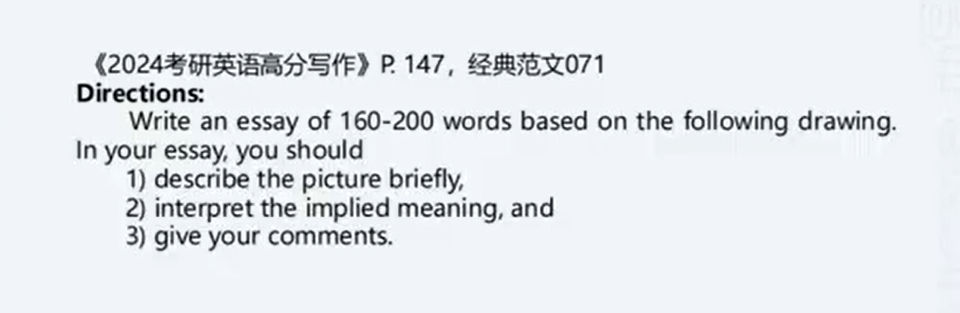 《2024考研英语高分写作》P. 147，经典范文071
Directions:
Write an essay of 160-200 words based on the following drawing.
In your essay, you should
1) describe the picture briefly,
2) interpret the implied meaning, and
3) give your comments.